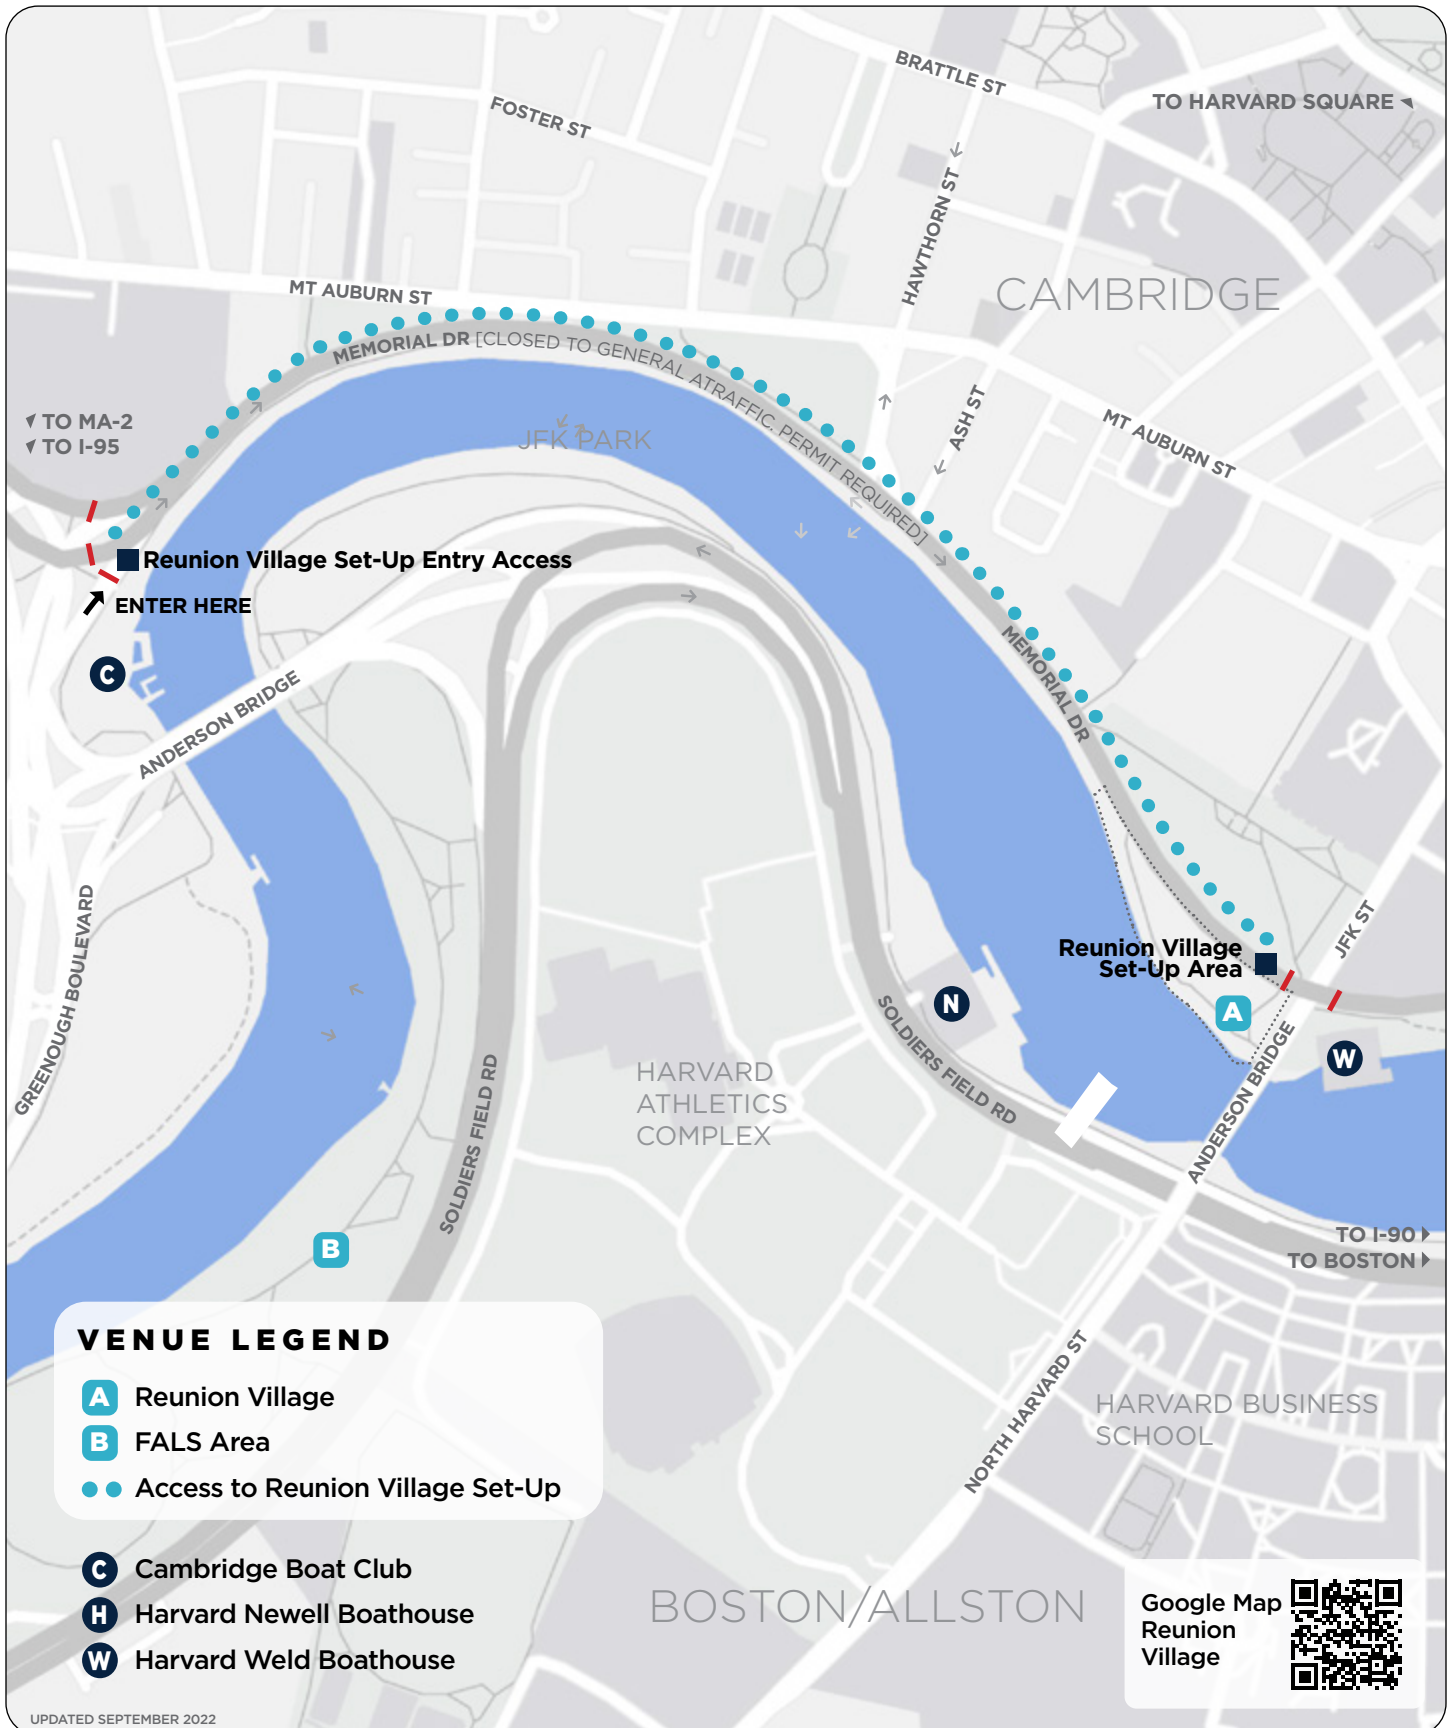 BRATTLE ST
TO HARVARD SQUARE
FOSTER ST
HAWTHORN ST
CAMBRIDGE
MT AUBURN ST
MEMORIAL DR [CLOSED TO GENERAL ATRAFFIC. PERMIT REQUIRED]
ASH ST
MT AUBURN ST
TO MA-2
TO I-95
JFK PARK
Reunion Village Set-Up Entry Access
ENTER HERE
C
ANDERSON BRIDGE
MEMORIAL DR
GREENOUGH BOULEVARD
JFK ST
Reunion Village
Set-Up Area
A
N
W
SOLDIERS FIELD RD
ANDERSON BRIDGE
HARVARD
ATHLETICS
COMPLEX
SOLDIERS FIELD RD
B
TO I-90
TO BOSTON
VENUE LEGEND
A Reunion Village
B FALS Area
Access to Reunion Village Set-Up
NORTH HARVARD ST
HARVARD BUSINESS
SCHOOL
C Cambridge Boat Club
H Harvard Newell Boathouse
W Harvard Weld Boathouse
BOSTON/ALLSTON
Google Map
Reunion
Village
UPDATED SEPTEMBER 2022